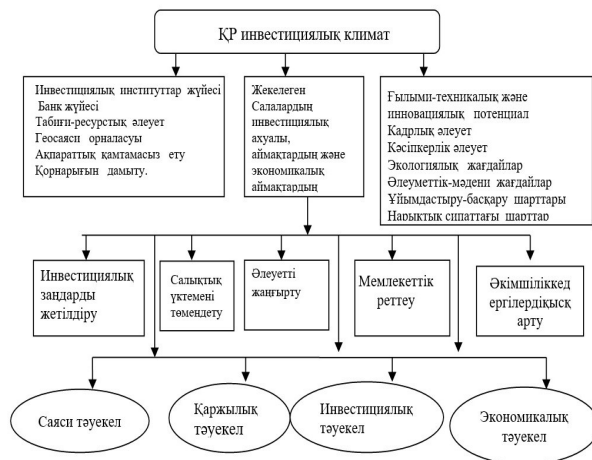 ҚР инвестициялық климат
Инвестициялық институттар жүйесі
Банк жүйесі
Табиғи-ресурстық әлеует
Геосаяси орналасуы
Ақпараттық қамтамасыз ету
Қорнарығын дамыту.
Жекелеген
Салалардың
инвестициялық
ахуалы,
аймақтардың және
экономикалық
аймақтардың
Ғылыми-техникалық және
инновациялық потенциал
Кадрлық әлеует
Кәсіпкерлік әлеует
Экологиялық жағдайлар
Әлеуметтік-мәдени жағдайлар
Ұйымдастыру-басқару шарттары
Нарықтық сипаттағы шарттар
Инвестициялық
заңдарды
жетілдіру
Салықтық
үктемені
төмендету
Әлеуетті
жаңғырту
Мемлекеттік
реттеу
Әкімшіліккед
ергілердіқысқ
арту
Саяси тәуекел
Қаржылық
тәуекел
Инвестициялық
тәуекел
Экономикалық
тәуекел